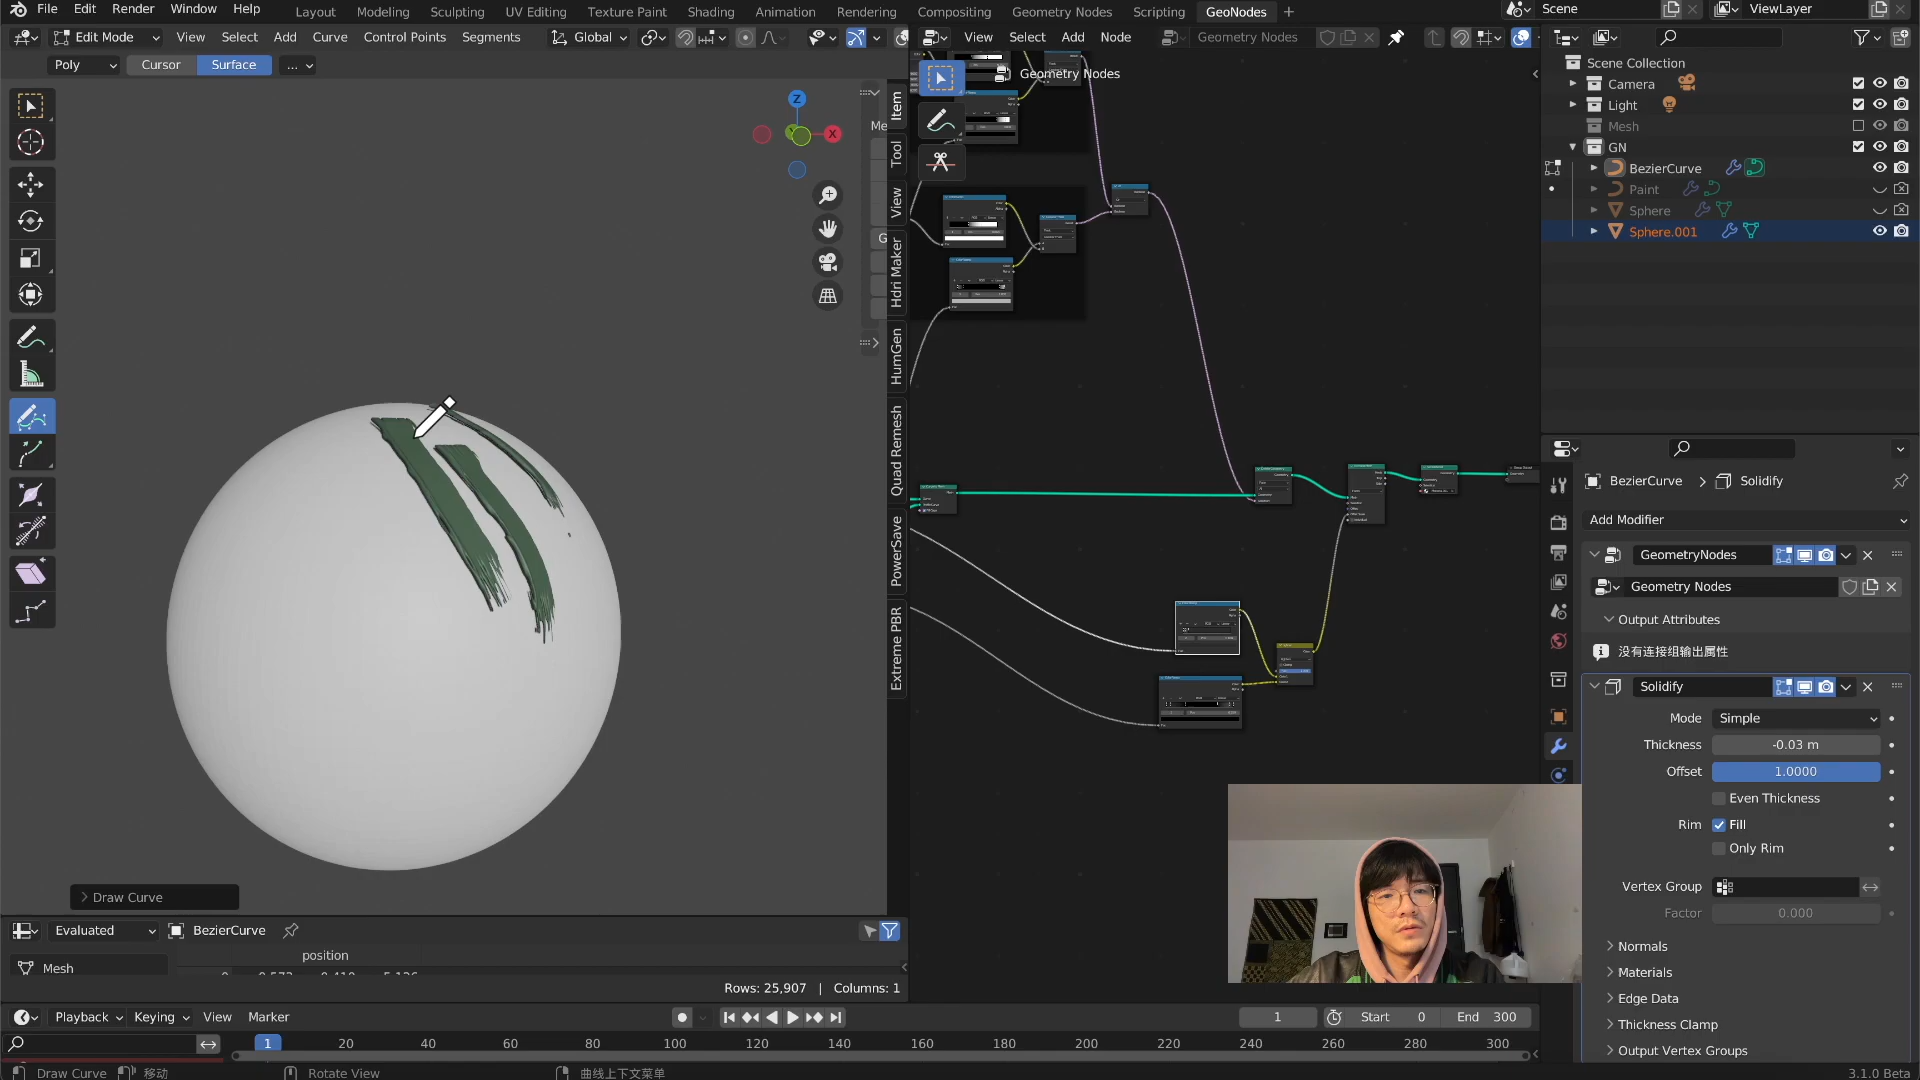 File Edit Render Window Help
Layout Modeling Sculpting UV Editing Texture Paint Shading Animation Rendering Compositing Geometry Nodes Scripting GeoNodes +
Scene
ViewLayer
Edit Mode View Select Add Curve Control Points Segments Global
View Select Add Node Geometry Nodes
Poly Cursor Surface ...
Geometry Nodes
Z
X
Me
G
Item
Tool
View
Hdri Maker
HumGen
Quad Remesh
PowerSave
Extreme PBR
Scene Collection
Camera
Light
Mesh
GN
BezierCurve
Paint
Sphere
Sphere.001
BezierCurve > Solidify
Add Modifier
GeometryNodes
Geometry Nodes
Output Attributes
没有连接组输出属性
Solidify
Mode Simple
Thickness -0.03 m
Offset 1.0000
Even Thickness
Rim Fill
Only Rim
Vertex Group
Factor 0.000
Normals
Materials
Edge Data
Thickness Clamp
Output Vertex Groups
Draw Curve
Evaluated BezierCurve
position
Mesh
Rows: 25,907 | Columns: 1
Playback Keying View Marker
1 Start 0 End 300
1 20 40 60 80 100 120 140 160 180 200 220 240 260 280 300
Draw Curve 移动 Rotate View 曲线上下文菜单 3.1.0 Beta